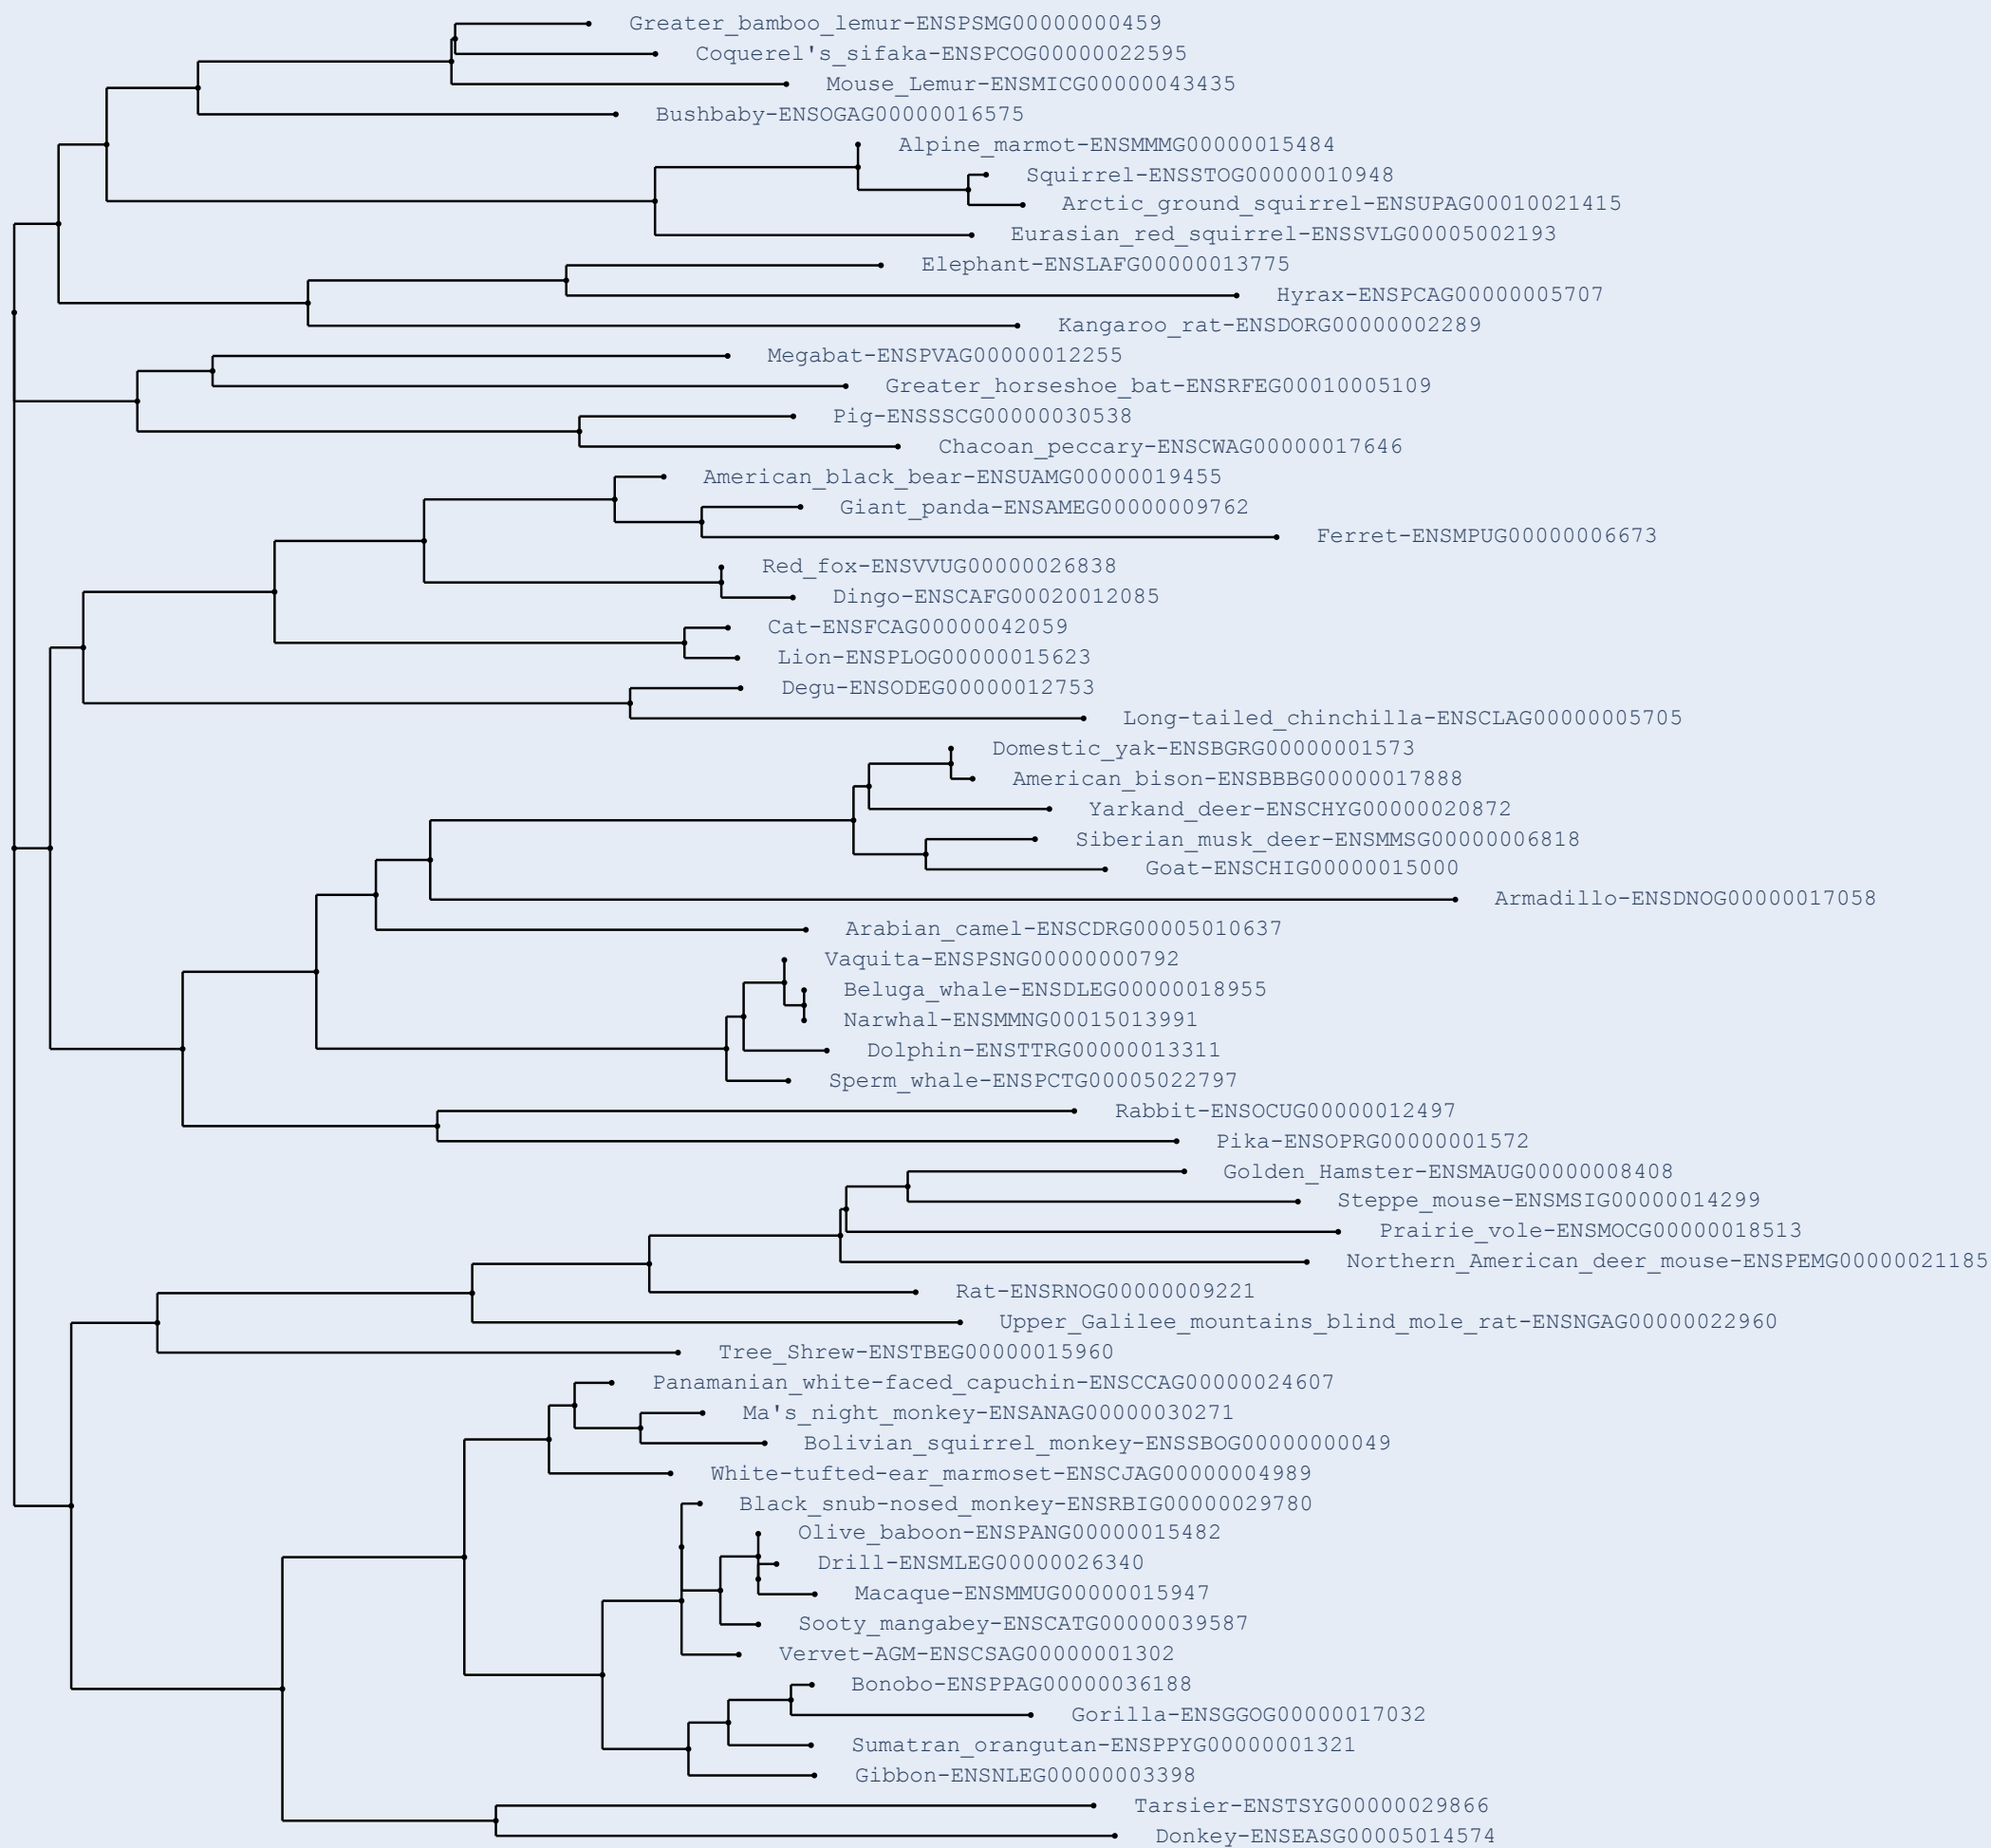 Greater_bamboo_lemur-ENSPSMG00000000459
Coquerel's_sifaka-ENSPCOG00000022595
Mouse_Lemur-ENSMICG00000043435
Bushbaby-ENSOGAG00000016575
Alpine_marmot-ENSMMMG00000015484
Squirrel-ENSSTOG00000010948
Arctic_ground_squirrel-ENSUPAG00010021415
Eurasian_red_squirrel-ENSSVLG00005002193
Elephant-ENSLAFG00000013775
Hyrax-ENSPCAG00000005707
Kangaroo_rat-ENSDORG00000002289
Megabat-ENSPVAG00000012255
Greater_horseshoe_bat-ENSRFEG00010005109
Pig-ENSSSCG00000030538
Chacoan_peccary-ENSCWAG00000017646
American_black_bear-ENSUAMG00000019455
Giant_panda-ENSAMEG00000009762
Ferret-ENSMPUG00000006673
Red_fox-ENSVVUG00000026838
Dingo-ENSCAFG00020012085
Cat-ENSFCAG00000042059
Lion-ENSPLOG00000015623
Degu-ENSODEG00000012753
Long-tailed_chinchilla-ENSCLAG00000005705
Domestic_yak-ENSBGRG00000001573
American_bison-ENSBBBG00000017888
Yarkand_deer-ENSCHYG00000020872
Siberian_musk_deer-ENSMMSG00000006818
Goat-ENSCHIG00000015000
Armadillo-ENSDNOG00000017058
Arabian_camel-ENSCDRG00005010637
Vaquita-ENSPSNG00000000792
Beluga_whale-ENSDLEG00000018955
Narwhal-ENSMMNG00015013991
Dolphin-ENSTTRG00000013311
Sperm_whale-ENSPCTG00005022797
Rabbit-ENSOCUG00000012497
Pika-ENSOPRG00000001572
Golden_Hamster-ENSMAUG00000008408
Steppe_mouse-ENSMSIG00000014299
Prairie_vole-ENSMOCG00000018513
Northern_American_deer_mouse-ENSPEMG00000021185
Rat-ENSRNOG00000009221
Upper_Galilee_mountains_blind_mole_rat-ENSNGAG00000022960
Tree_Shrew-ENSTBEG00000015960
Panamanian_white-faced_capuchin-ENSCCAG00000024607
Ma's_night_monkey-ENSANAG00000030271
Bolivian_squirrel_monkey-ENSSBOG00000000049
White-tufted-ear_marmoset-ENSCJAG00000004989
Black_snub-nosed_monkey-ENSRBIG00000029780
Olive_baboon-ENSPANG00000015482
Drill-ENSMLEG00000026340
Macaque-ENSMMUG00000015947
Sooty_mangabey-ENSCATG00000039587
Vervet-AGM-ENSCSAG00000001302
Bonobo-ENSPPAG00000036188
Gorilla-ENSGGOG00000017032
Sumatran_orangutan-ENSPPYG00000001321
Gibbon-ENSNLEG00000003398
Tarsier-ENSTSYG00000029866
Donkey-ENSEASG00005014574